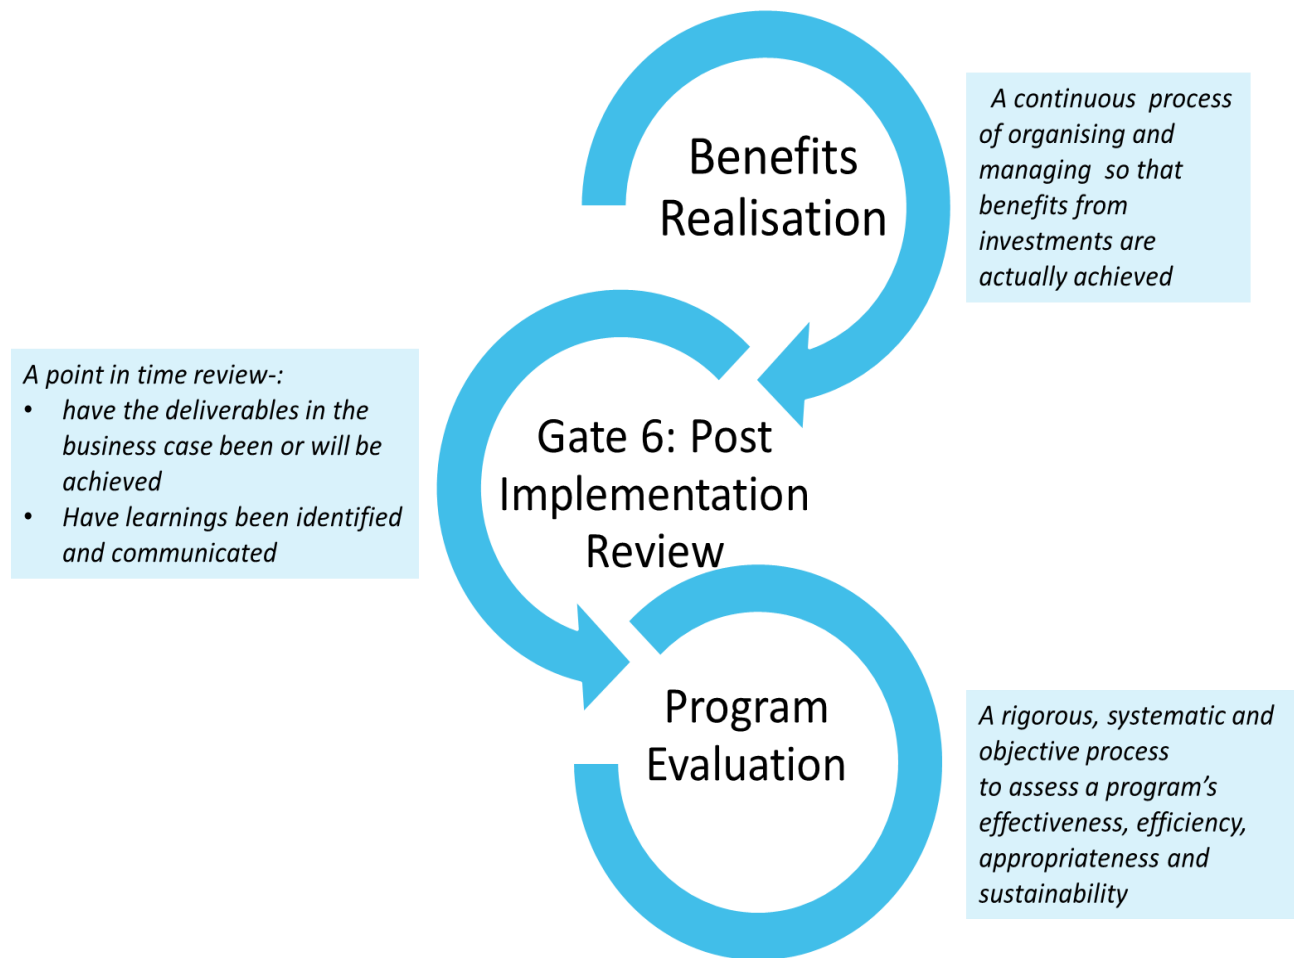 Benefits
Realisation
A continuous process
of organising and
managing so that
benefits from
investments are
actually achieved
A point in time review-:
• have the deliverables in the
business case been or will be
achieved
• Have learnings been identified
and communicated
Gate 6: Post
Implementation
Review
Program
Evaluation
A rigorous, systematic and
objective process
to assess a program’s
effectiveness, efficiency,
appropriateness and
sustainability